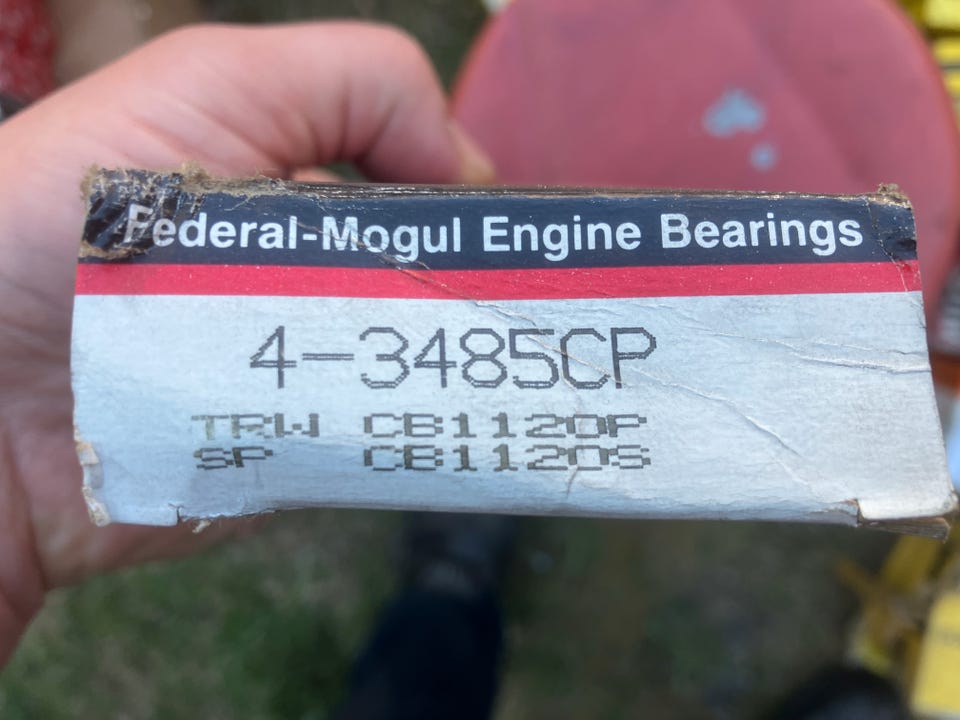 Federal-Mogul Engine Bearings
4-3485CP
TRW CB1120P
SP CB1120S